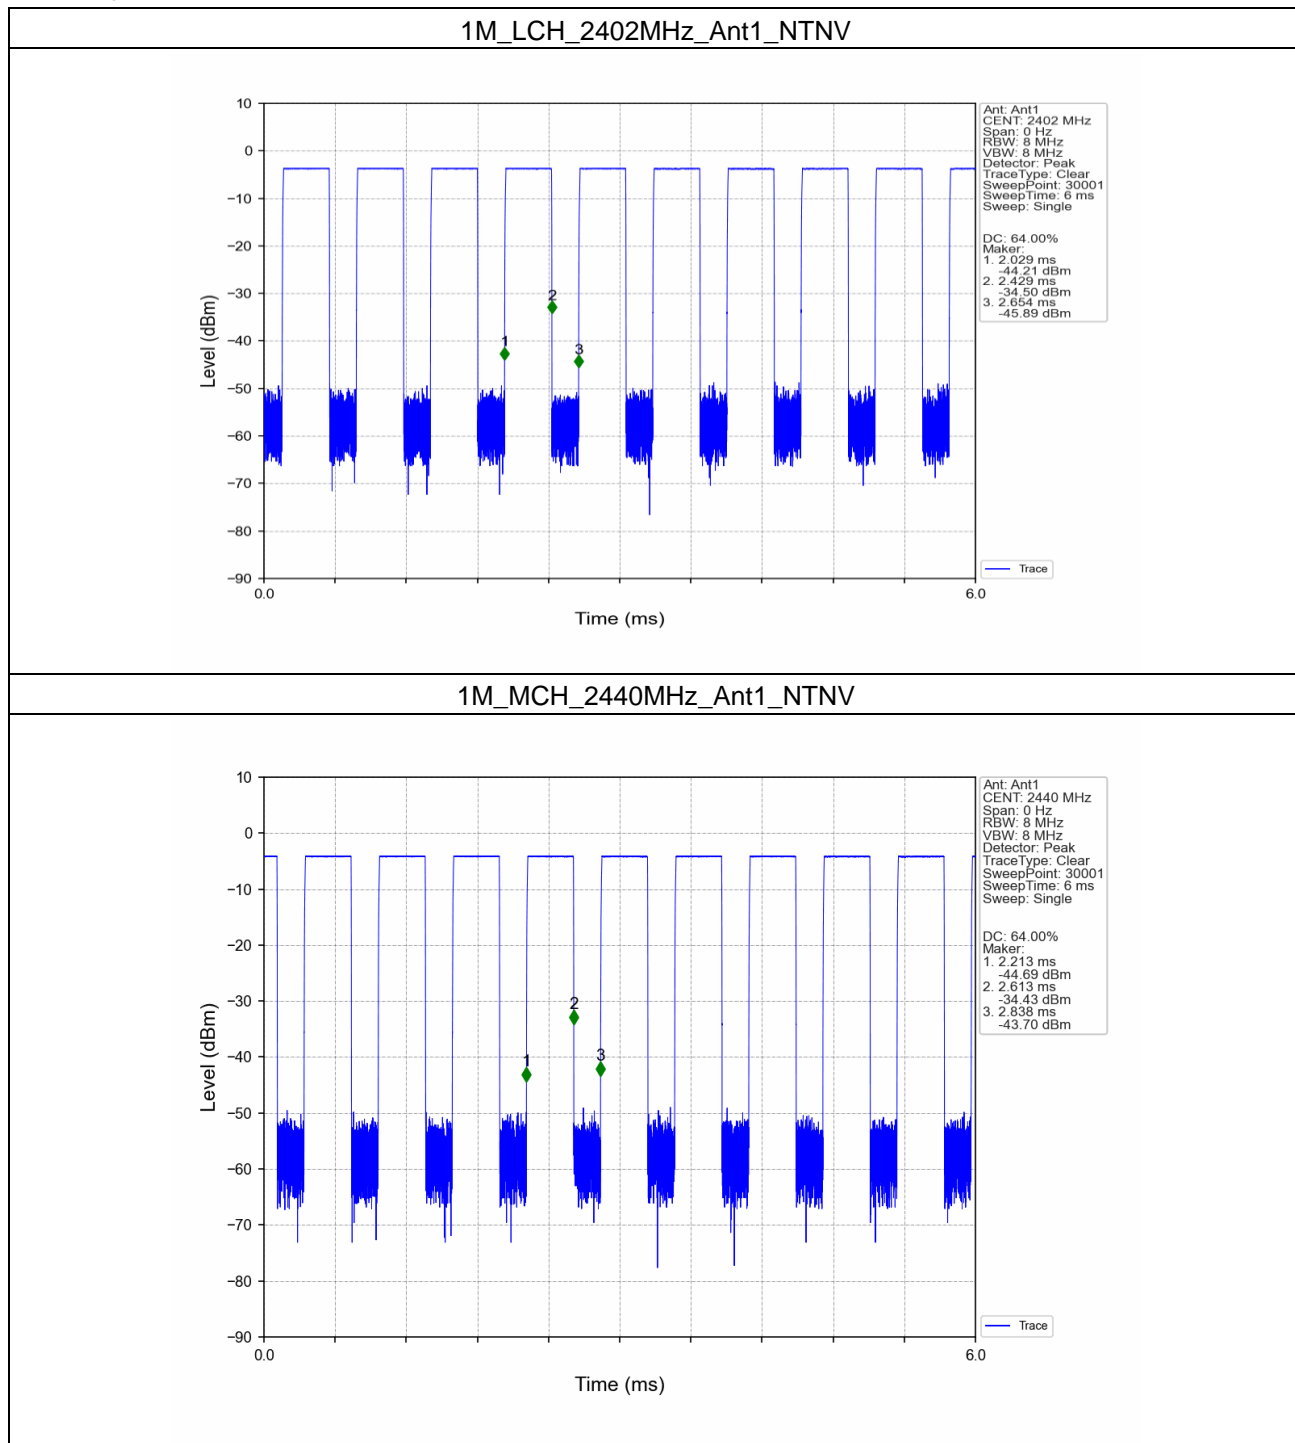 1M_LCH_2402MHz_Ant1_NTNV
10
0
−10
−20
−30
−40
−50
−60
−70
−80
−90
Level (dBm)
0.0
6.0
Time (ms)
1
2
3
Ant: Ant1
CENT: 2402 MHz
Span: 0 Hz
RBW: 8 MHz
VBW: 8 MHz
Detector: Peak
TraceType: Clear
SweepPoint: 30001
SweepTime: 6 ms
Sweep: Single
DC: 64.00%
Maker:
1. 2.029 ms
-44.21 dBm
2. 2.429 ms
-34.50 dBm
3. 2.654 ms
-45.89 dBm
Trace
1M_MCH_2440MHz_Ant1_NTNV
10
0
−10
−20
−30
−40
−50
−60
−70
−80
−90
Level (dBm)
0.0
6.0
Time (ms)
1
2
3
Ant: Ant1
CENT: 2440 MHz
Span: 0 Hz
RBW: 8 MHz
VBW: 8 MHz
Detector: Peak
TraceType: Clear
SweepPoint: 30001
SweepTime: 6 ms
Sweep: Single
DC: 64.00%
Maker:
1. 2.213 ms
-44.69 dBm
2. 2.613 ms
-34.43 dBm
3. 2.838 ms
-43.70 dBm
Trace